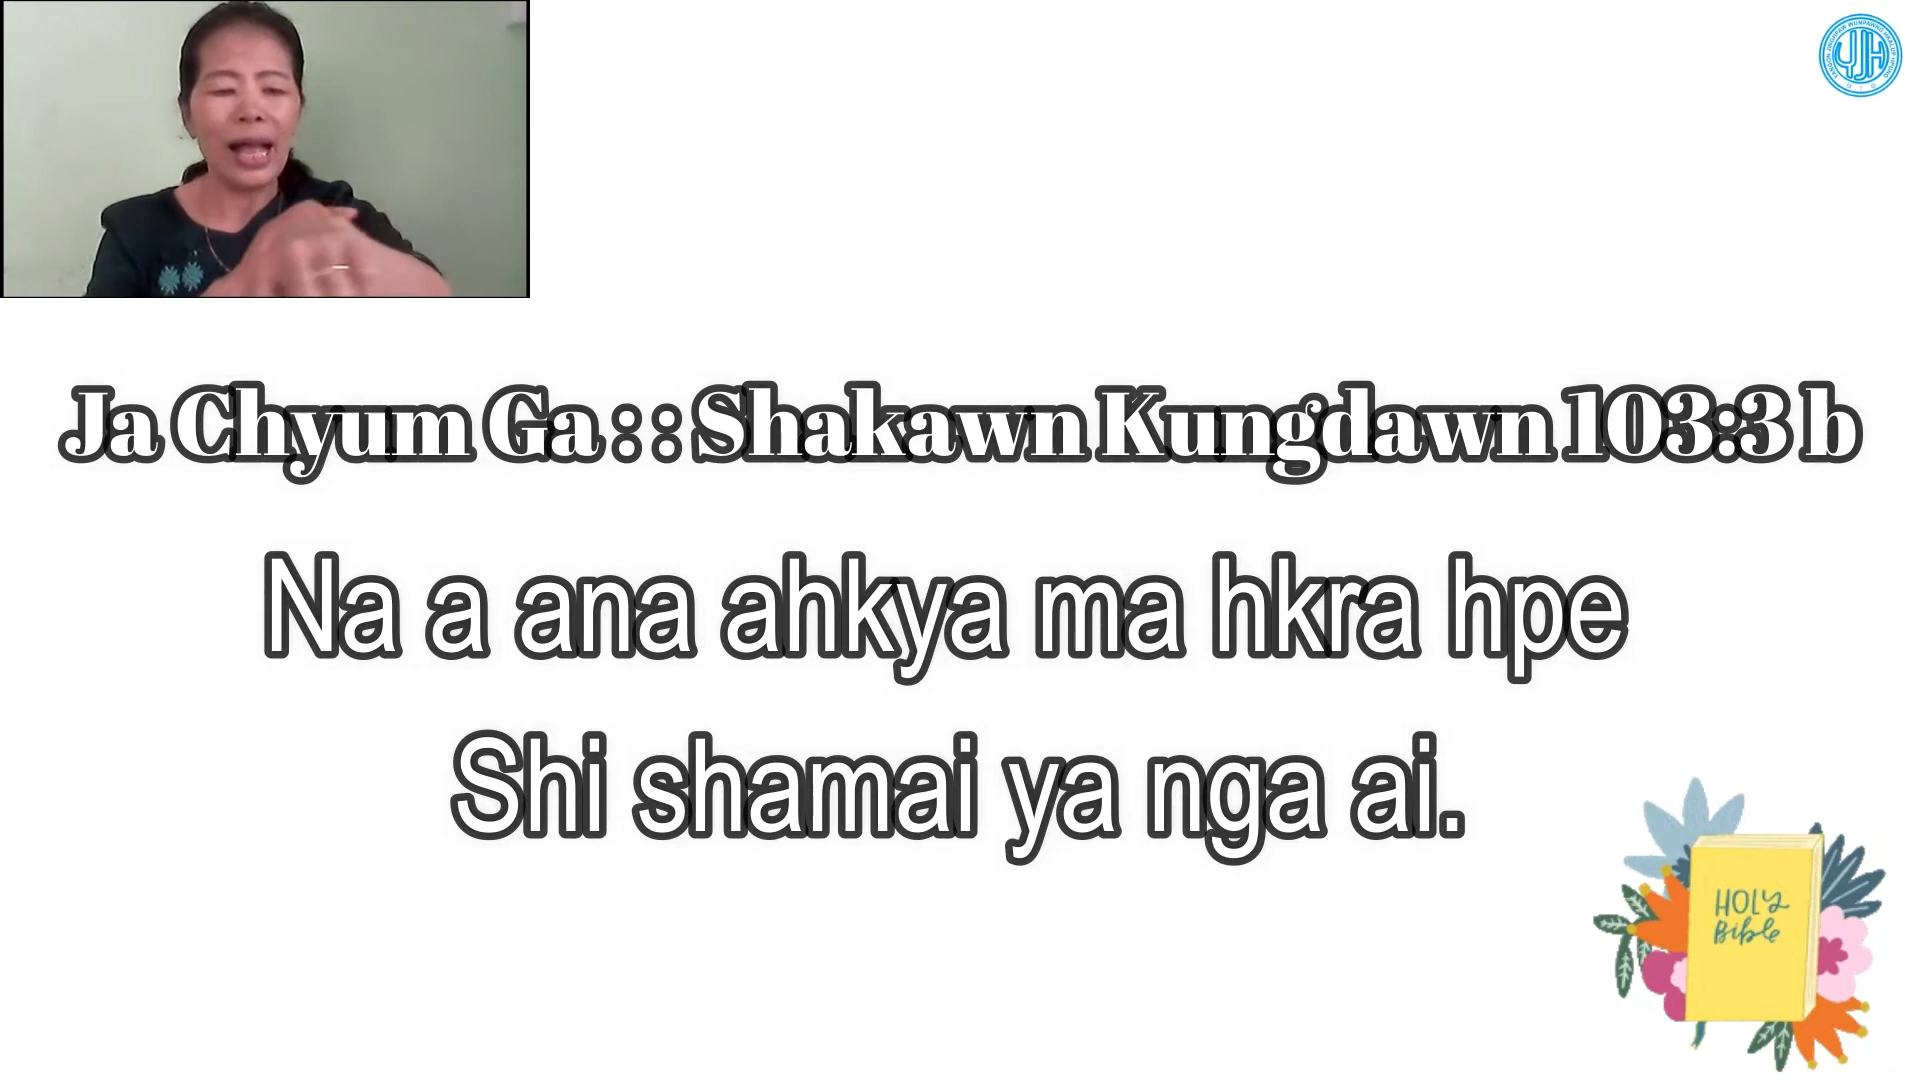 Ja Chyum Ga : : Shakawn Kungdawn 103:3 b
Na a ana ahkya ma hkra hpe
Shi shamai ya nga ai.
YJH
HOLY
Bible